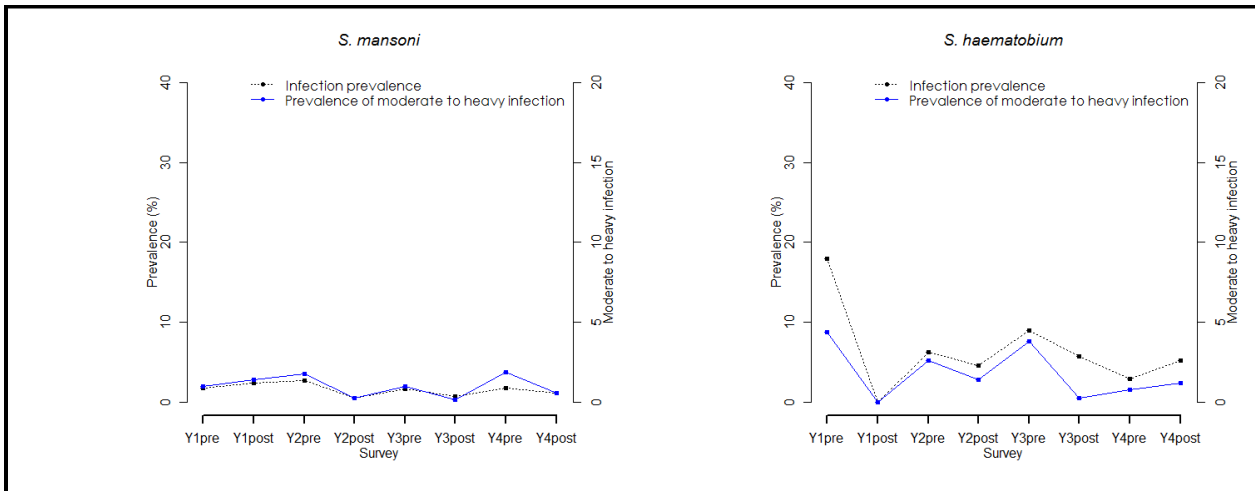 S. mansoni
Infection prevalence
Prevalence of moderate to heavy infection
40
30
20
10
0
Prevalence (%)
20
15
10
5
0
Moderate to heavy infection
Y1pre Y1post Y2pre Y2post Y3pre Y3post Y4pre Y4post
Survey
S. haematobium
Infection prevalence
Prevalence of moderate to heavy infection
40
30
20
10
0
Prevalence (%)
20
15
10
5
0
Moderate to heavy infection
Y1pre Y1post Y2pre Y2post Y3pre Y3post Y4pre Y4post
Survey